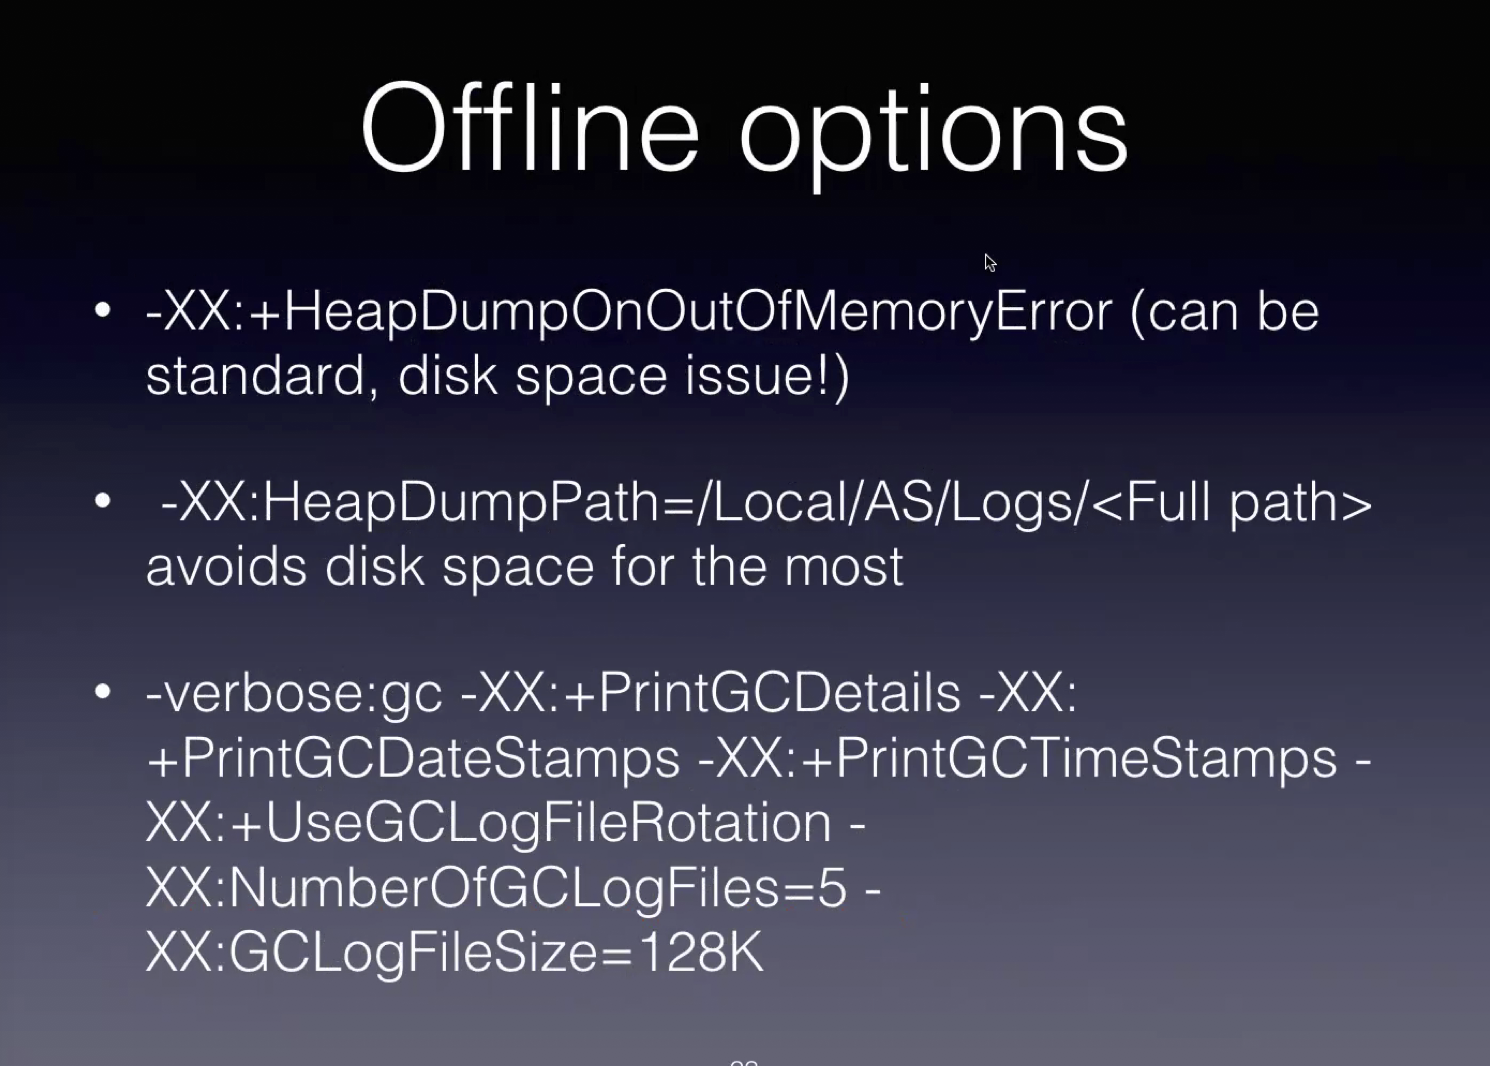 Offline options
• -XX:+HeapDumpOnOutOfMemoryError (can be
standard, disk space issue!)
• -XX:HeapDumpPath=/Local/AS/Logs/<Full path>
avoids disk space for the most
• -verbose:gc -XX:+PrintGCDetails -XX:
+PrintGCDateStamps -XX:+PrintGCTimeStamps -
XX:+UseGCLogFileRotation -
XX:NumberOfGCLogFiles=5 -
XX:GCLogFileSize=128K